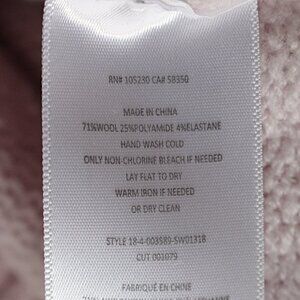 RN# 105230 CA# 58350
MADE IN CHINA
71%WOOL 25%POLYAMIDE 4%ELASTANE
HAND WASH COLD
ONLY NON-CHLORINE BLEACH IF NEEDED
LAY FLAT TO DRY
WARM IRON IF NEEDED
OR DRY CLEAN
STYLE 18-4-003589-SW01318
CUT 001079
FABRIQUÉ EN CHINE